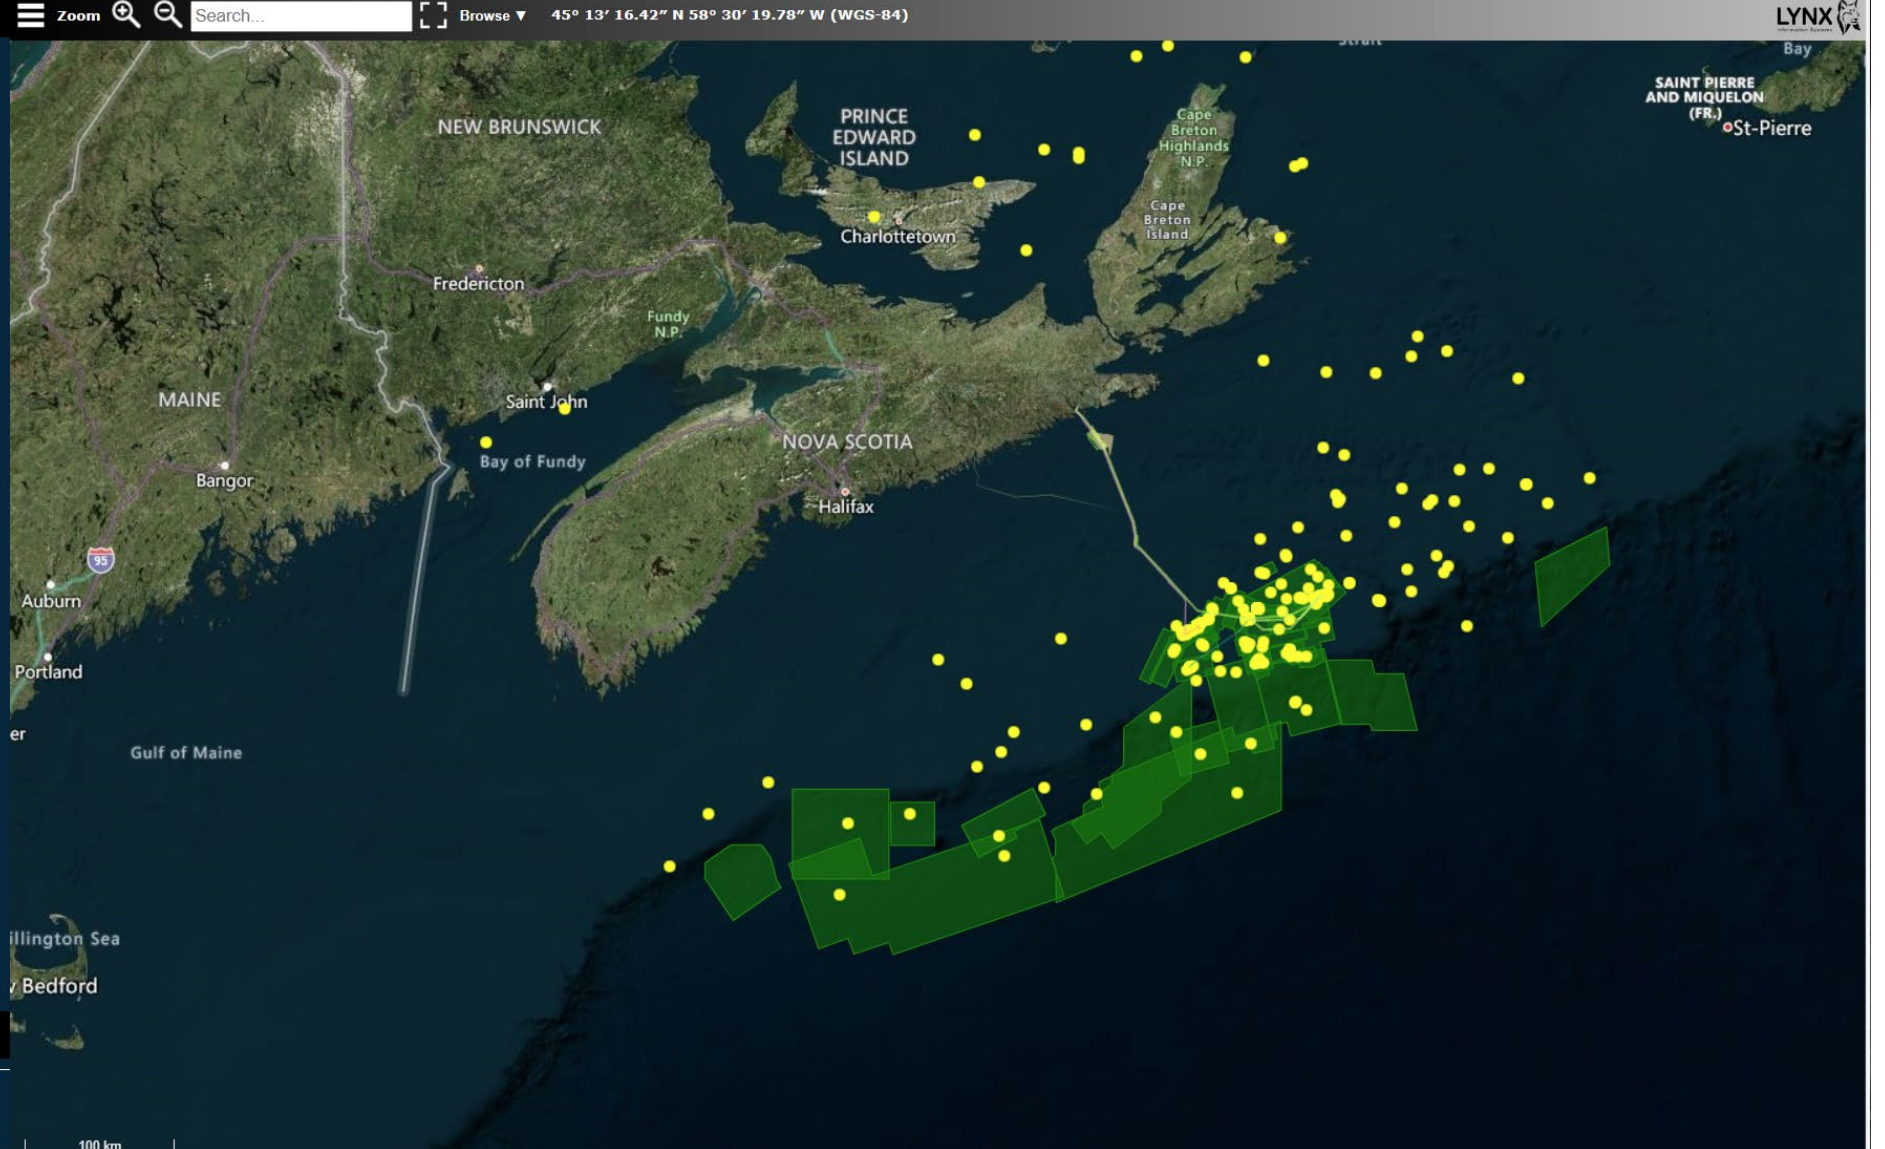 Zoom
Search...
Browse ▼
45° 13′ 16.42″ N 58° 30′ 19.78″ W (WGS-84)
LYNX
Information Systems
Strait
Bay
SAINT PIERRE
AND MIQUELON
(FR.)
St-Pierre
NEW BRUNSWICK
PRINCE
EDWARD
ISLAND
Cape
Breton
Highlands
N.P.
Cape
Breton
Island
Charlottetown
Fredericton
Fundy
N.P.
MAINE
Saint John
Bay of Fundy
NOVA SCOTIA
Bangor
Halifax
95
Auburn
Portland
er
Gulf of Maine
illington Sea
Bedford
100 km